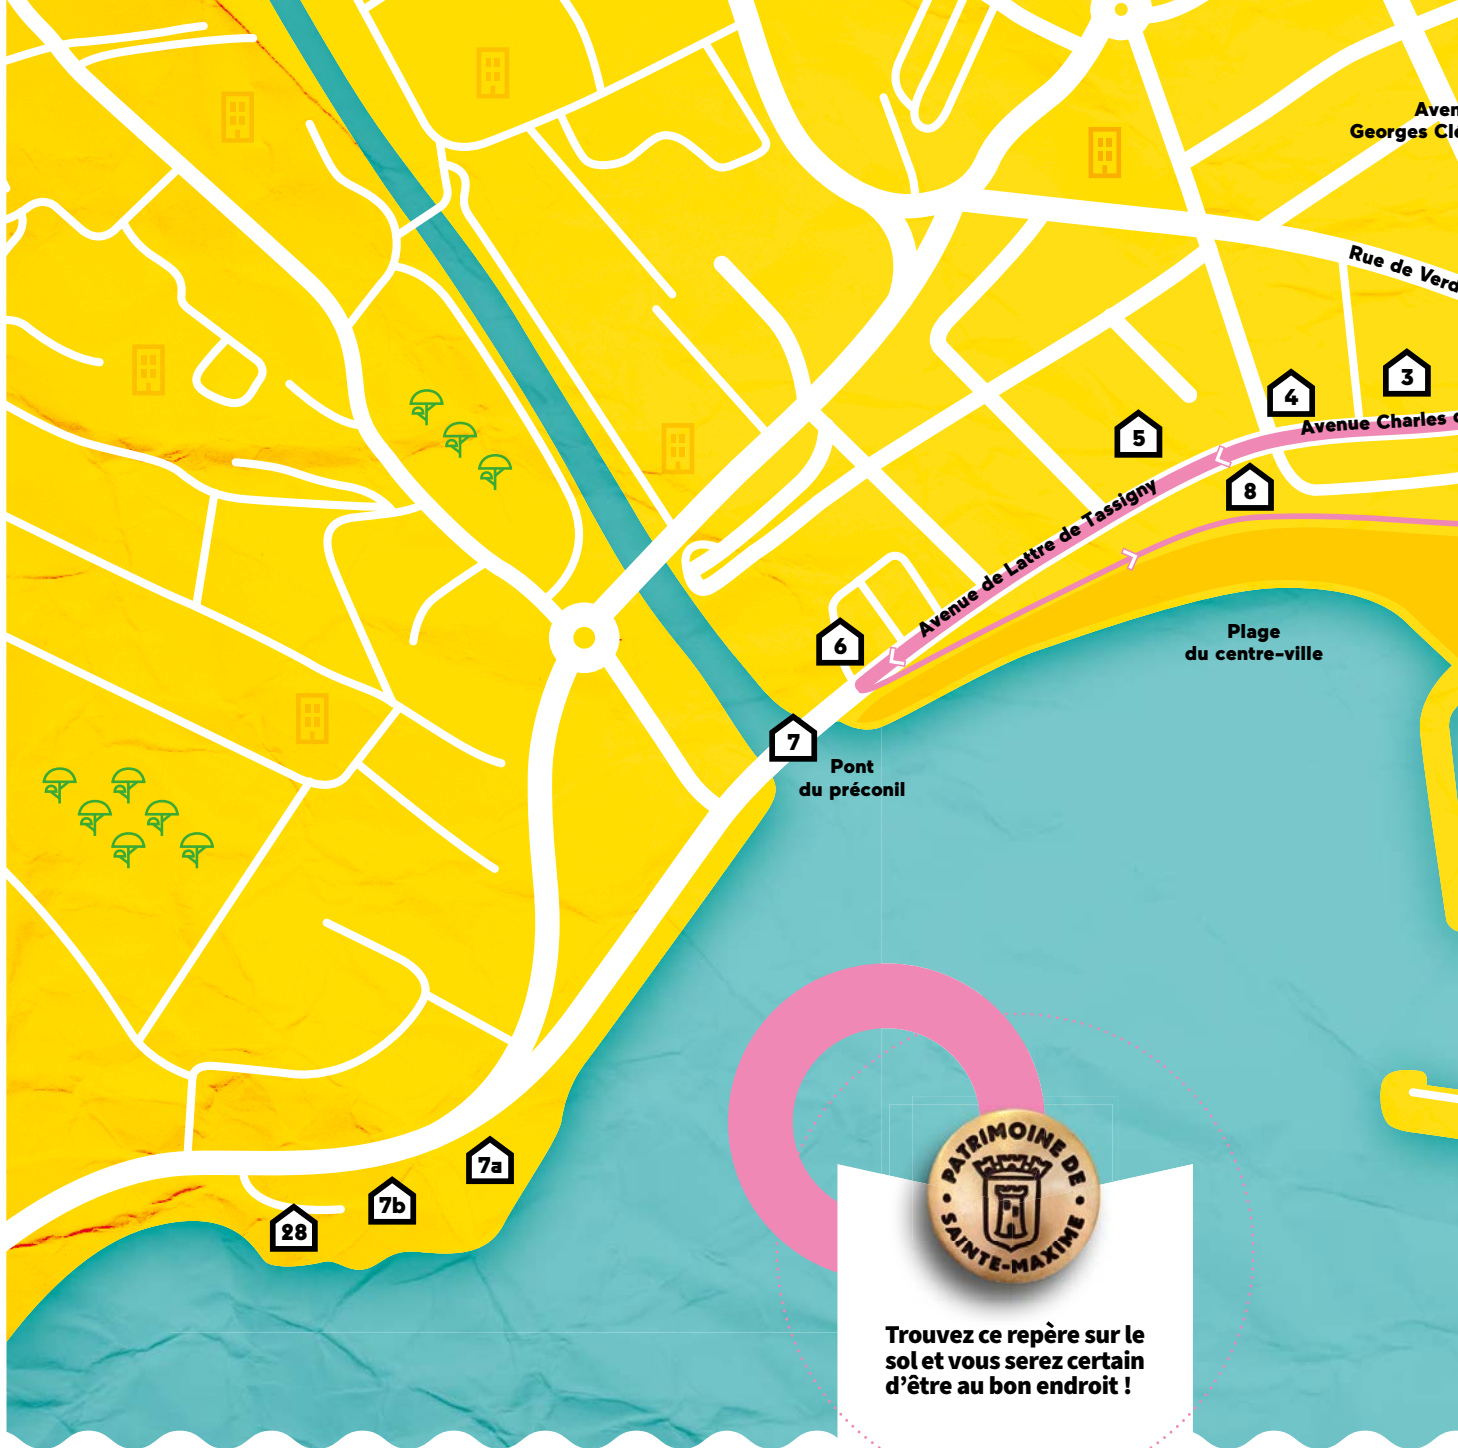 Aven
Georges Cle
Rue de Verd
3
4
Avenue Charles
5
8
Avenue de Lattre de Tassigny
6
Plage
du centre-ville
7
Pont
du préconil
7a
7b
28
PATRIMOINE DE
SAINTE-MAXIME
Trouvez ce repère sur le
sol et vous serez certain
d’être au bon endroit !